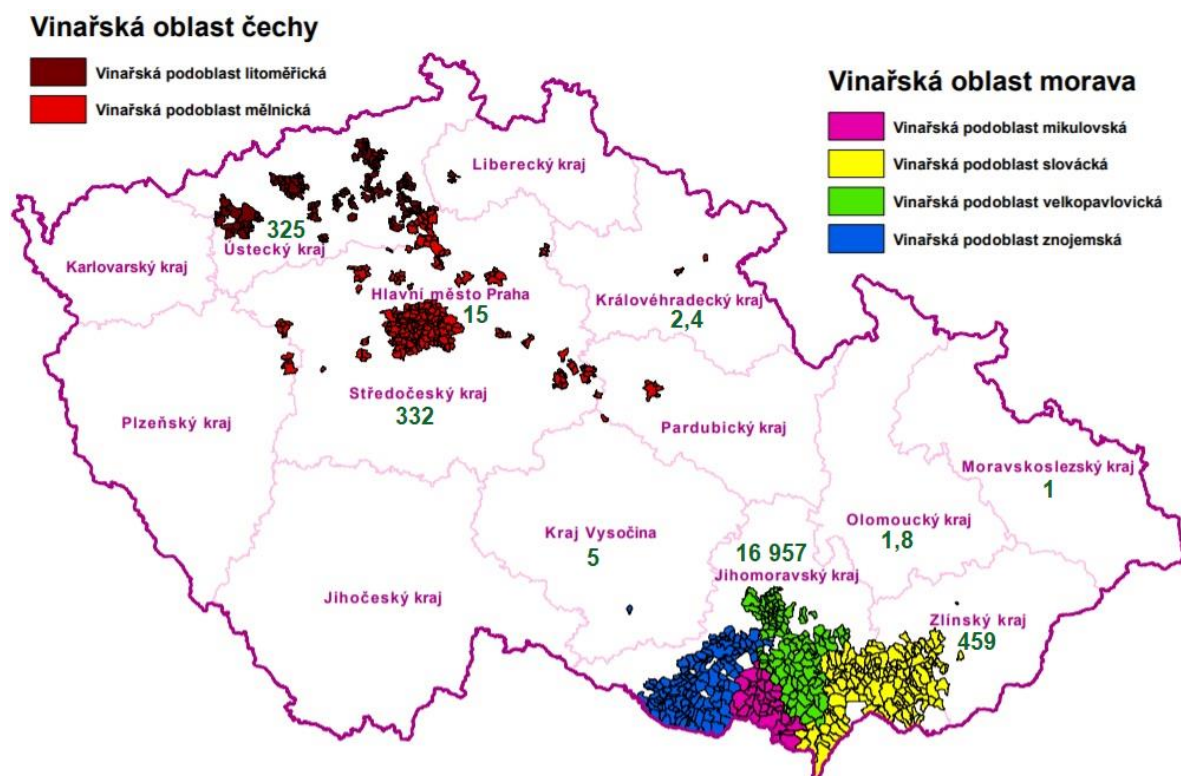 Vinařská oblast čechy
Vinařská podoblast litoměřická
Vinařská podoblast mělnická
Vinařská oblast morava
Vinařská podoblast mikulovská
Vinařská podoblast slovácká
Vinařská podoblast velkopavlovická
Vinařská podoblast znojemská
Liberecký kraj
325
Ústecký kraj
Karlovarský kraj
Hlavní město Praha
15
Královéhradecký kraj
2,4
Středočeský kraj
332
Plzeňský kraj
Pardubický kraj
Moravskoslezský kraj
1
Olomoucký kraj
1,8
Kraj Vysočina
5
16 957
Jihomoravský kraj
Jihočeský kraj
Zlínský kraj
459